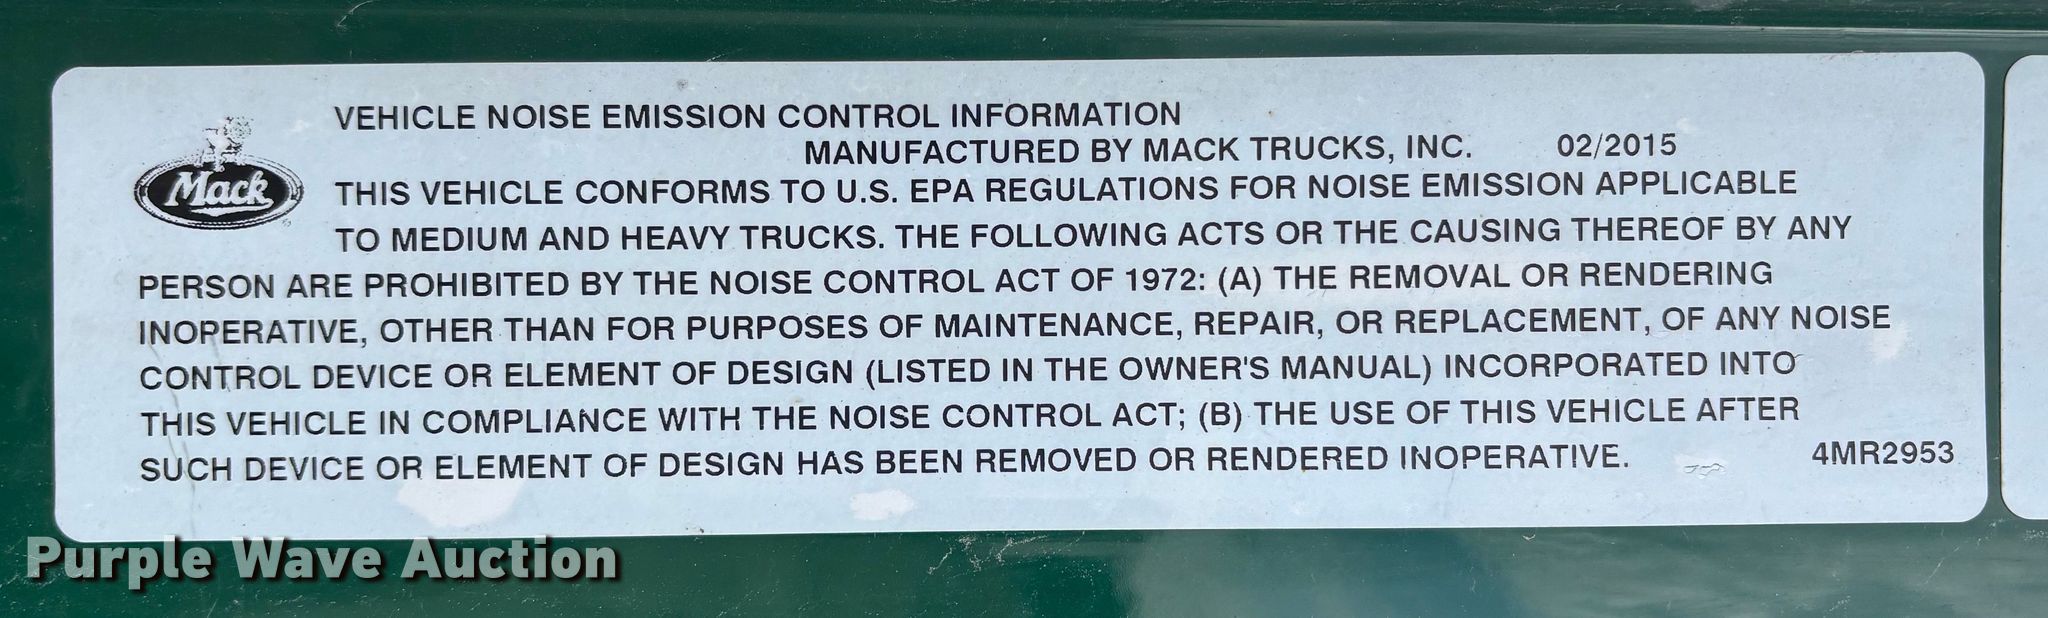 VEHICLE NOISE EMISSION CONTROL INFORMATION
MANUFACTURED BY MACK TRUCKS, INC. 02/2015
Mack
THIS VEHICLE CONFORMS TO U.S. EPA REGULATIONS FOR NOISE EMISSION APPLICABLE
TO MEDIUM AND HEAVY TRUCKS. THE FOLLOWING ACTS OR THE CAUSING THEREOF BY ANY
PERSON ARE PROHIBITED BY THE NOISE CONTROL ACT OF 1972: (A) THE REMOVAL OR RENDERING
INOPERATIVE, OTHER THAN FOR PURPOSES OF MAINTENANCE, REPAIR, OR REPLACEMENT, OF ANY NOISE
CONTROL DEVICE OR ELEMENT OF DESIGN (LISTED IN THE OWNER'S MANUAL) INCORPORATED INTO
THIS VEHICLE IN COMPLIANCE WITH THE NOISE CONTROL ACT; (B) THE USE OF THIS VEHICLE AFTER
SUCH DEVICE OR ELEMENT OF DESIGN HAS BEEN REMOVED OR RENDERED INOPERATIVE. 4MR2953
Purple Wave Auction